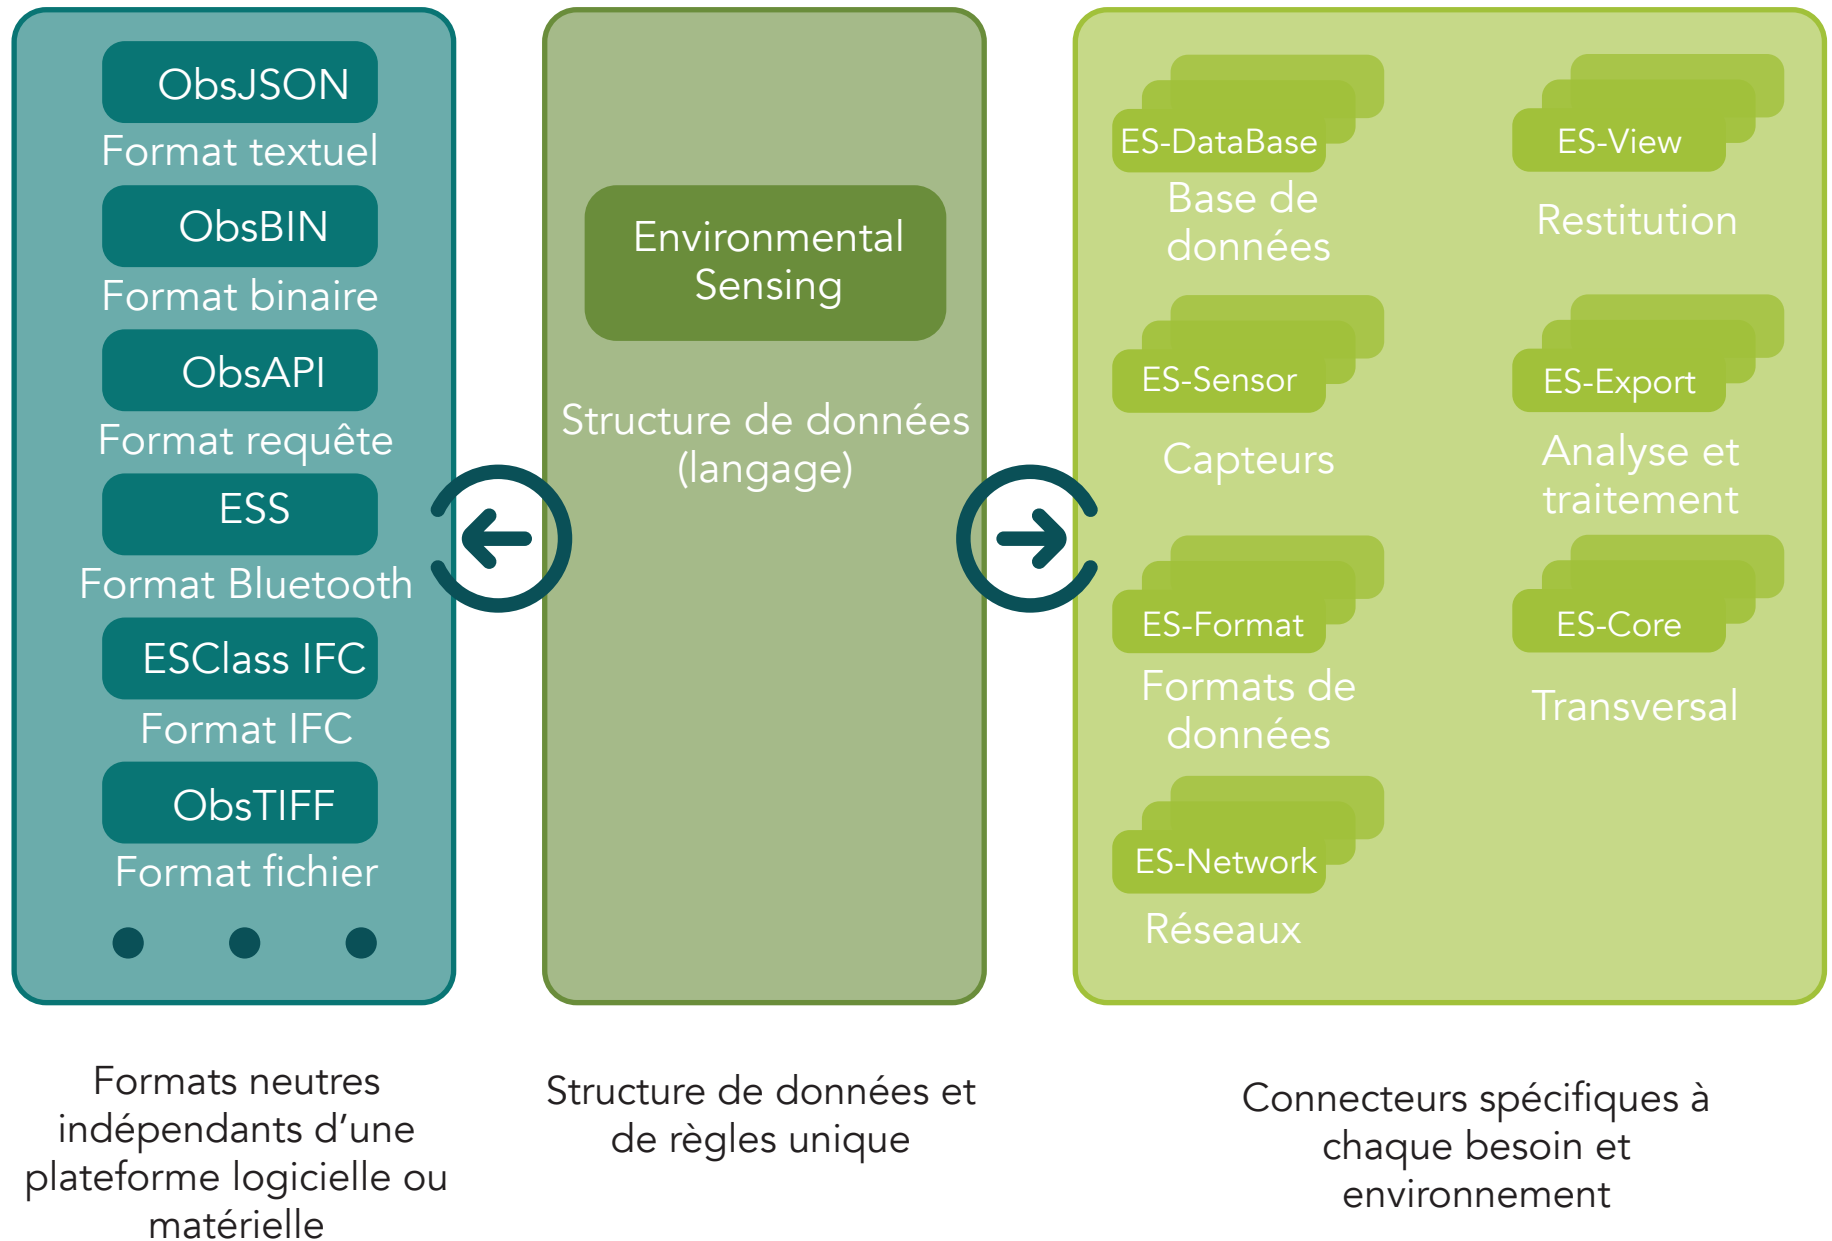 ObsJSON
Format textuel
ObsBIN
Format binaire
ObsAPI
Format requête
ESS
Format Bluetooth
ESClass IFC
Format IFC
ObsTIFF
Format fichier
Formats neutres
indépendants d’une
plateforme logicielle ou
matérielle
Environmental
Sensing
Structure de données
(langage)
Structure de données et
de règles unique
ES-DataBase
Base de
données
ES-Sensor
Capteurs
ES-Format
Formats de
données
ES-Network
Réseaux
ES-View
Restitution
ES-Export
Analyse et
traitement
ES-Core
Transversal
Connecteurs spécifiques à
chaque besoin et
environnement